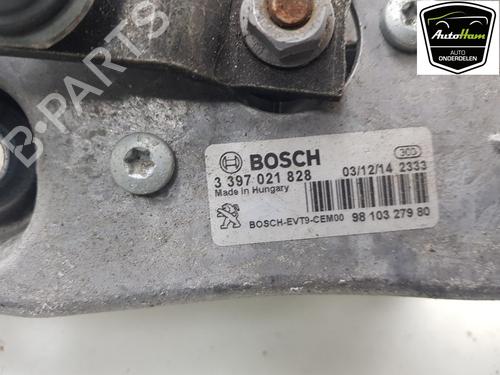 AutoHam
AUTO
ONDERDELEN
BOSCH
3 397 021 828
03/12/14 2333
Made in Hungary
BOSCH-EVT9-CEM00
98 103 279 80
B-PARTS